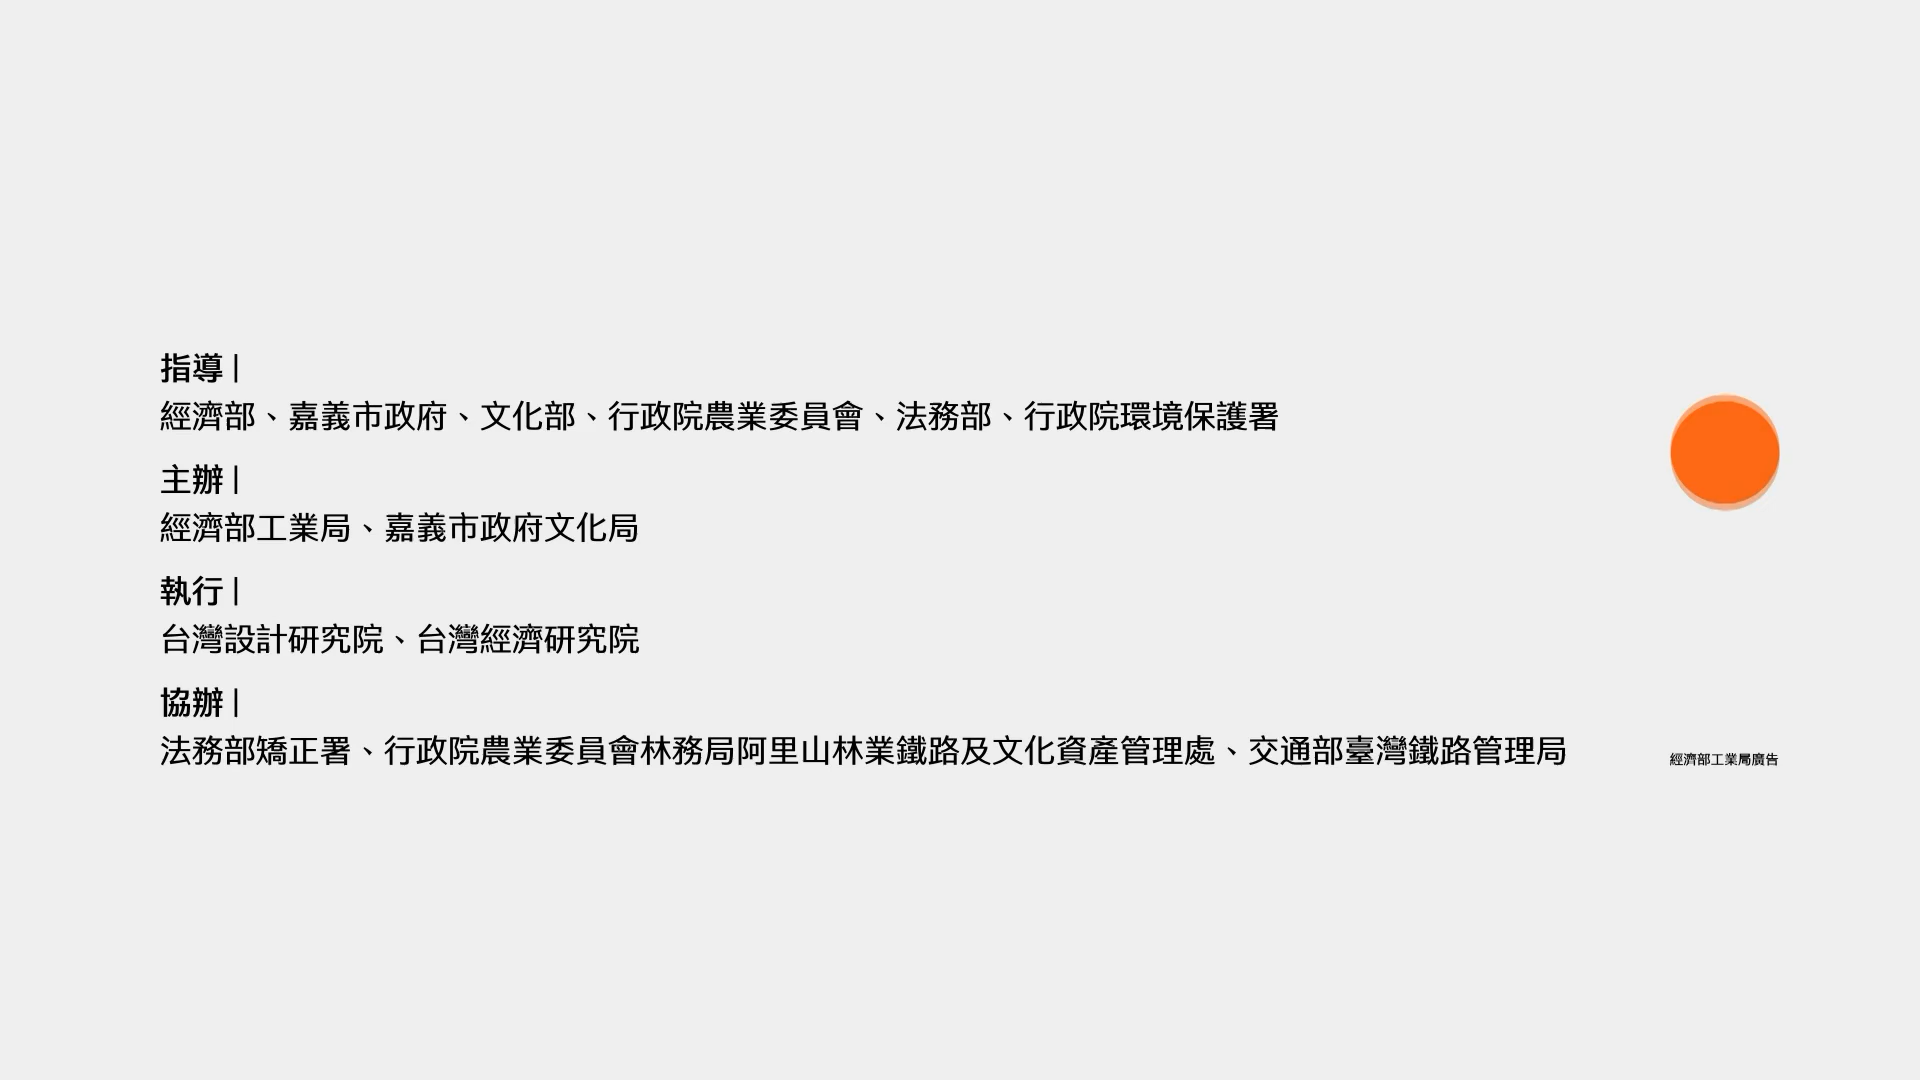 指導 |
經濟部、嘉義市政府、文化部、行政院農業委員會、法務部、行政院環境保護署
主辦 |
經濟部工業局、嘉義市政府文化局
執行 |
台灣設計研究院、台灣經濟研究院
協辦 |
法務部矯正署、行政院農業委員會林務局阿里山林業鐵路及文化資產管理處、交通部臺灣鐵路管理局
經濟部工業局廣告